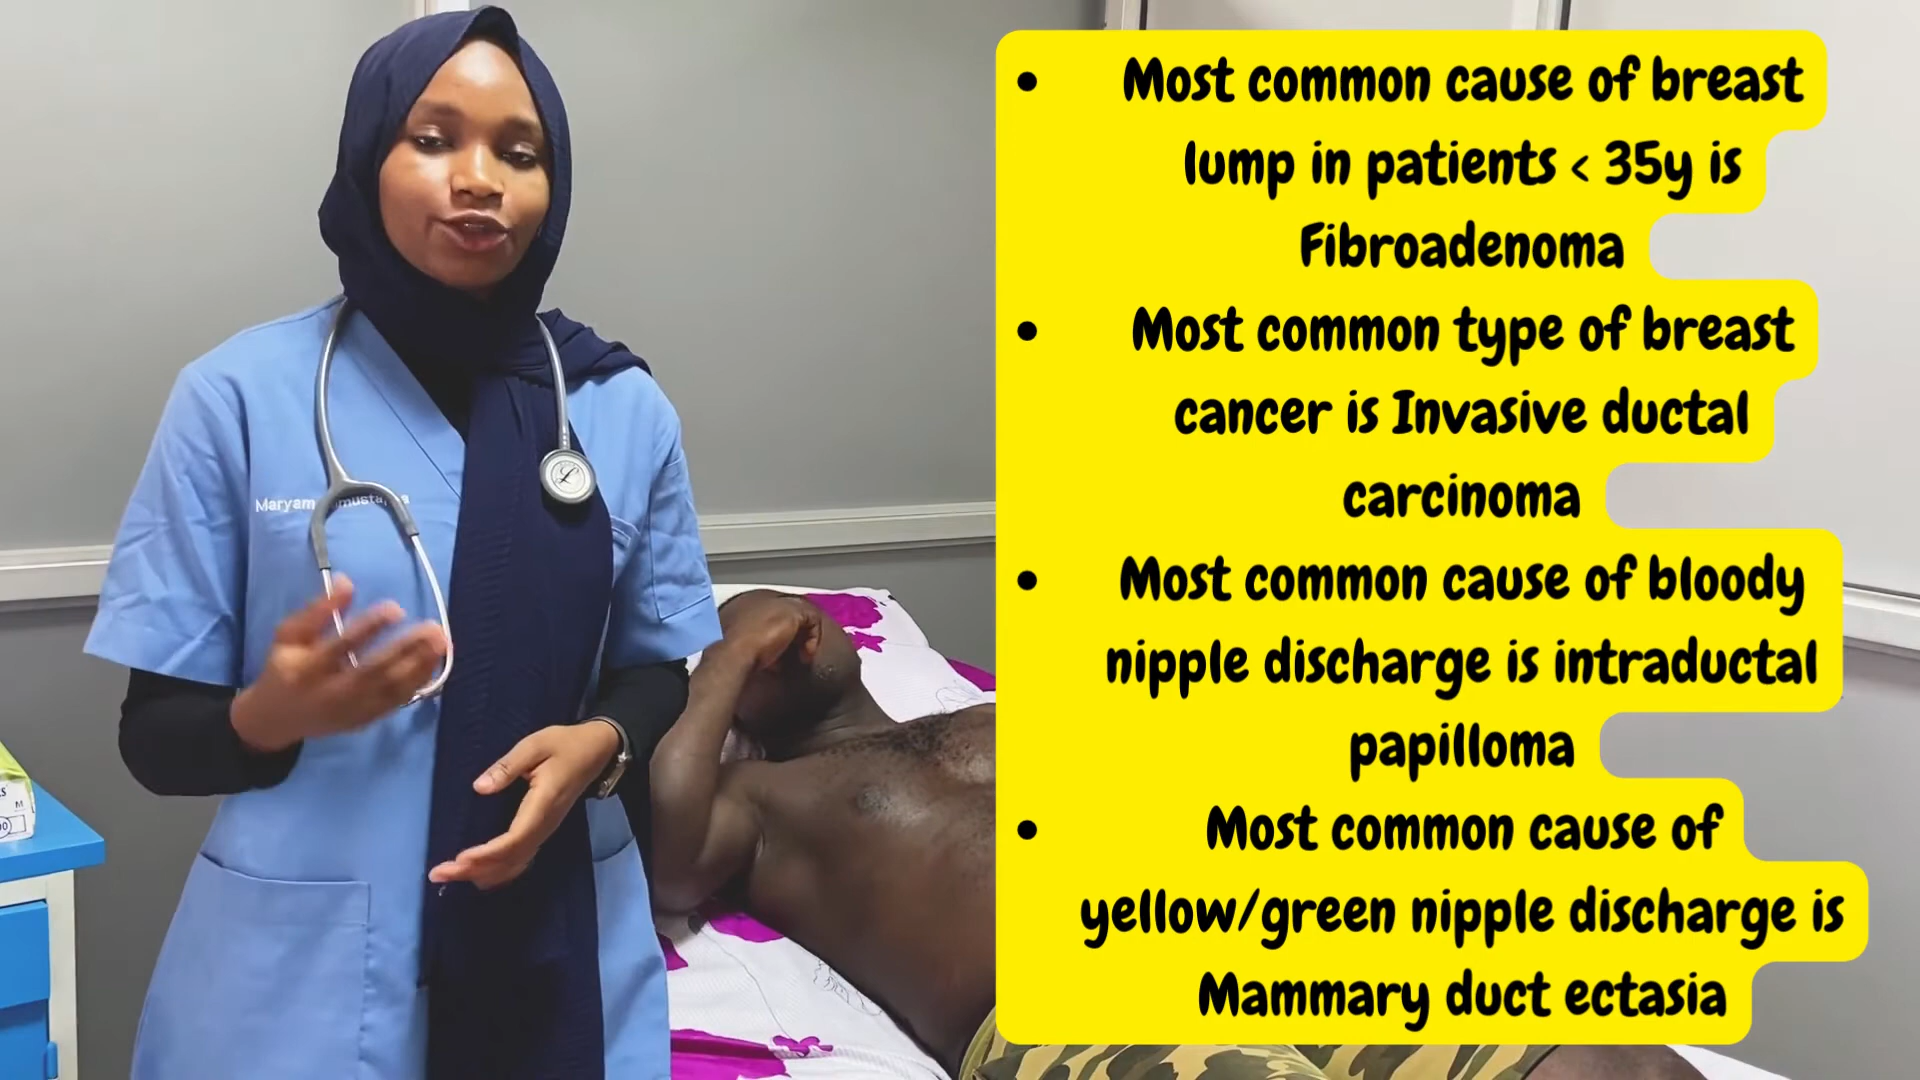 • Most common cause of breast
lump in patients < 35y is
Fibroadenoma
• Most common type of breast
cancer is Invasive ductal
carcinoma
• Most common cause of bloody
nipple discharge is intraductal
papilloma
• Most common cause of
yellow/green nipple discharge is
Mammary duct ectasia
Maryam
M